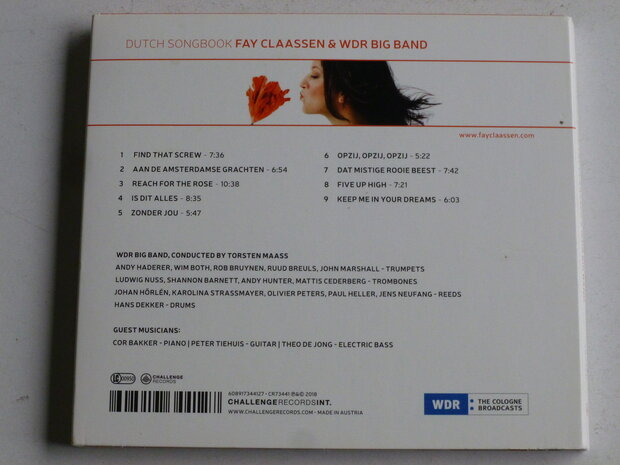 DUTCH SONGBOOK FAY CLAASSEN & WDR BIG BAND
www.fayclaassen.com
1 FIND THAT SCREW - 7:36
2 AAN DE AMSTERDAMSE GRACHTEN - 6:54
3 REACH FOR THE ROSE - 10:38
4 IS DIT ALLES - 8:35
5 ZONDER JOU - 5:47
6 OPZIJ, OPZIJ, OPZIJ - 5:22
7 DAT MISTIGE ROOIE BEEST - 7:42
8 FIVE UP HIGH - 7:21
9 KEEP ME IN YOUR DREAMS - 6:03
WDR BIG BAND, CONDUCTED BY TORSTEN MAASS
ANDY HADERER, WIM BOTH, ROB BRUYNEN, RUUD BREULS, JOHN MARSHALL - TRUMPETS
LUDWIG NUSS, SHANNON BARNETT, ANDY HUNTER, MATTIS CEDERBERG - TROMBONES
JOHAN HÖRLÉN, KAROLINA STRASSMAYER, OLIVIER PETERS, PAUL HELLER, JENS NEUFANG - REEDS
HANS DEKKER - DRUMS
GUEST MUSICIANS:
COR BAKKER - PIANO | PETER TIEHUIS - GUITAR | THEO DE JONG - ELECTRIC BASS
CHALLENGE
RECORDS
608917344127 • CR73441 ℗&© 2018
CHALLENGERECORDSINT.
WWW.CHALLENGERECORDS.COM - MADE IN AUSTRIA
WDR
THE COLOGNE
BROADCASTS